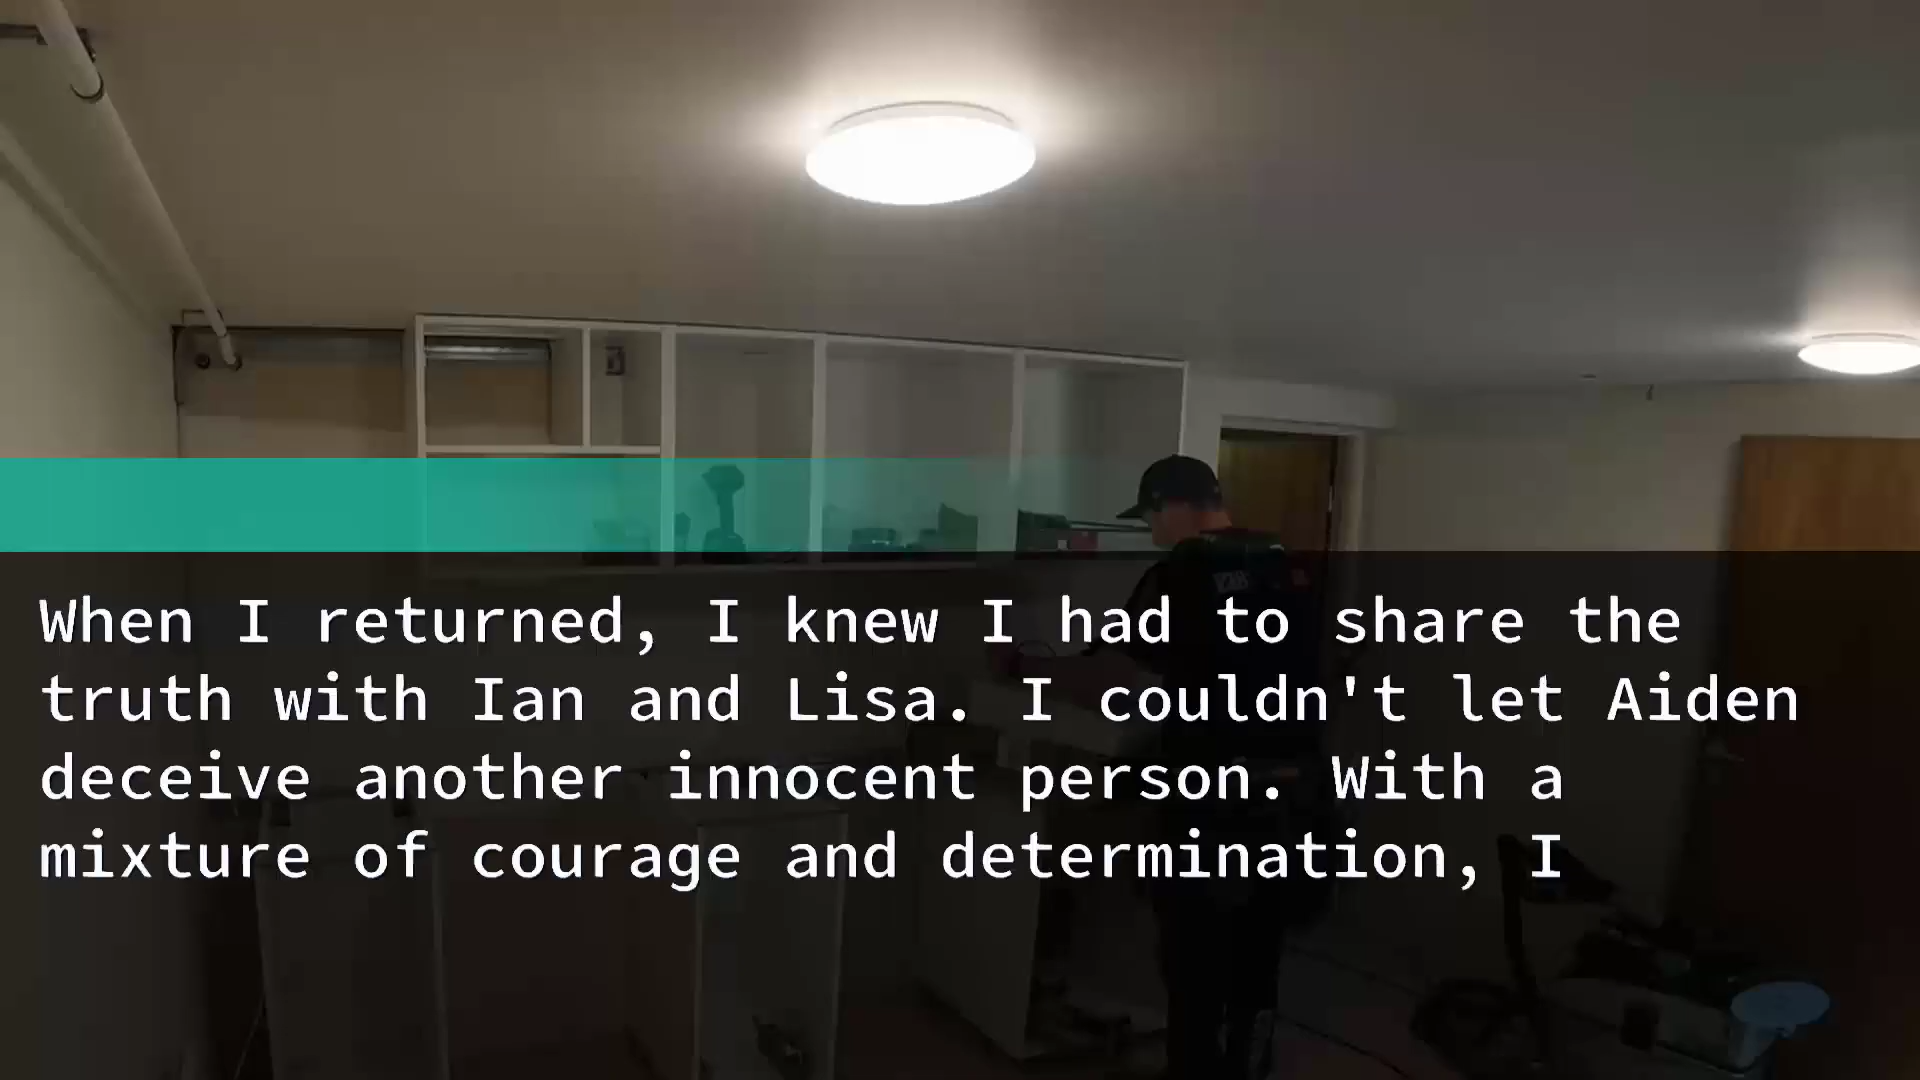 When I returned, I knew I had to share the
truth with Ian and Lisa. I couldn't let Aiden
deceive another innocent person. With a
mixture of courage and determination, I